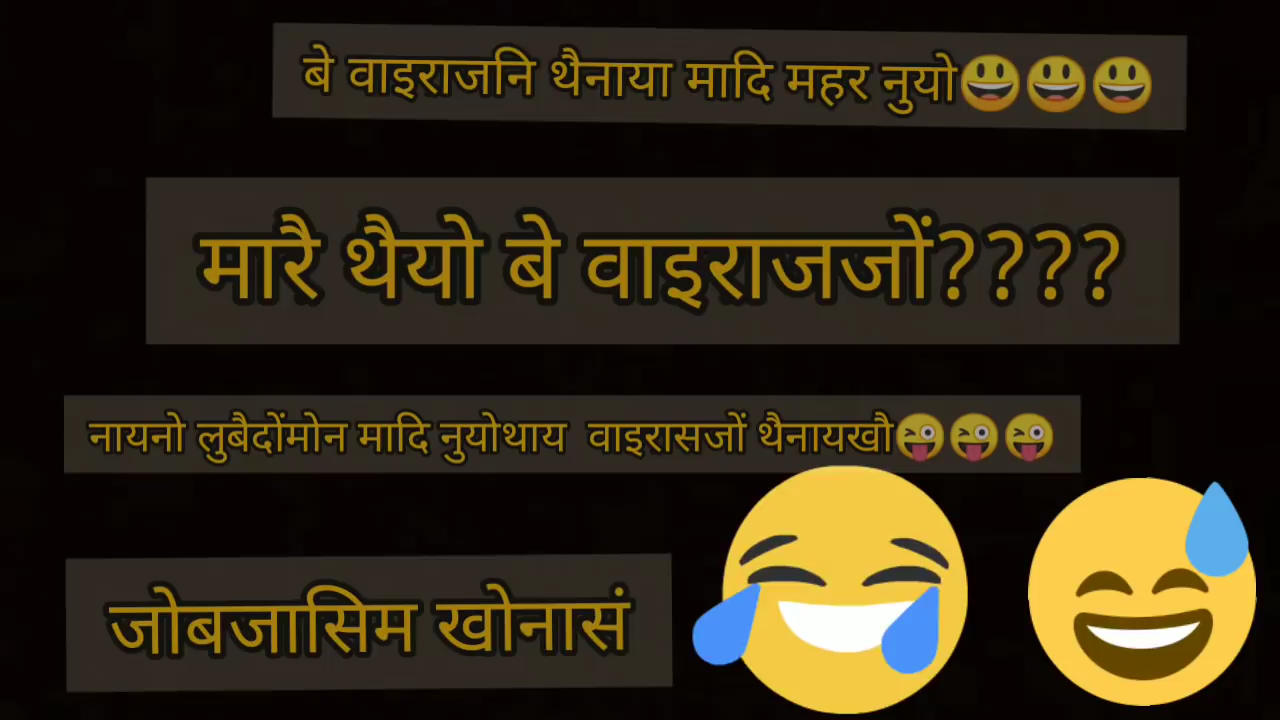 बे वाइराजनि थैनाया मादि महर नुयो😃😃😃
मारै थैयो बे वाइराजजों????
नायनो लुबैदोंमोन मादि नुयोथाय वाइरासजों थैनायखौ😜😜😜
जोबजासिम खोनासं